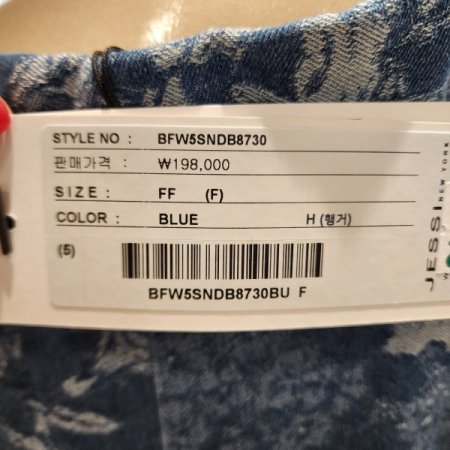 STYLE NO : BFW5SNDB8730
판매가격 : ₩198,000
SIZE : FF (F)
COLOR : BLUE H (행거)
(5)
BFW5SNDB8730BU F
JESSI NEW YORK